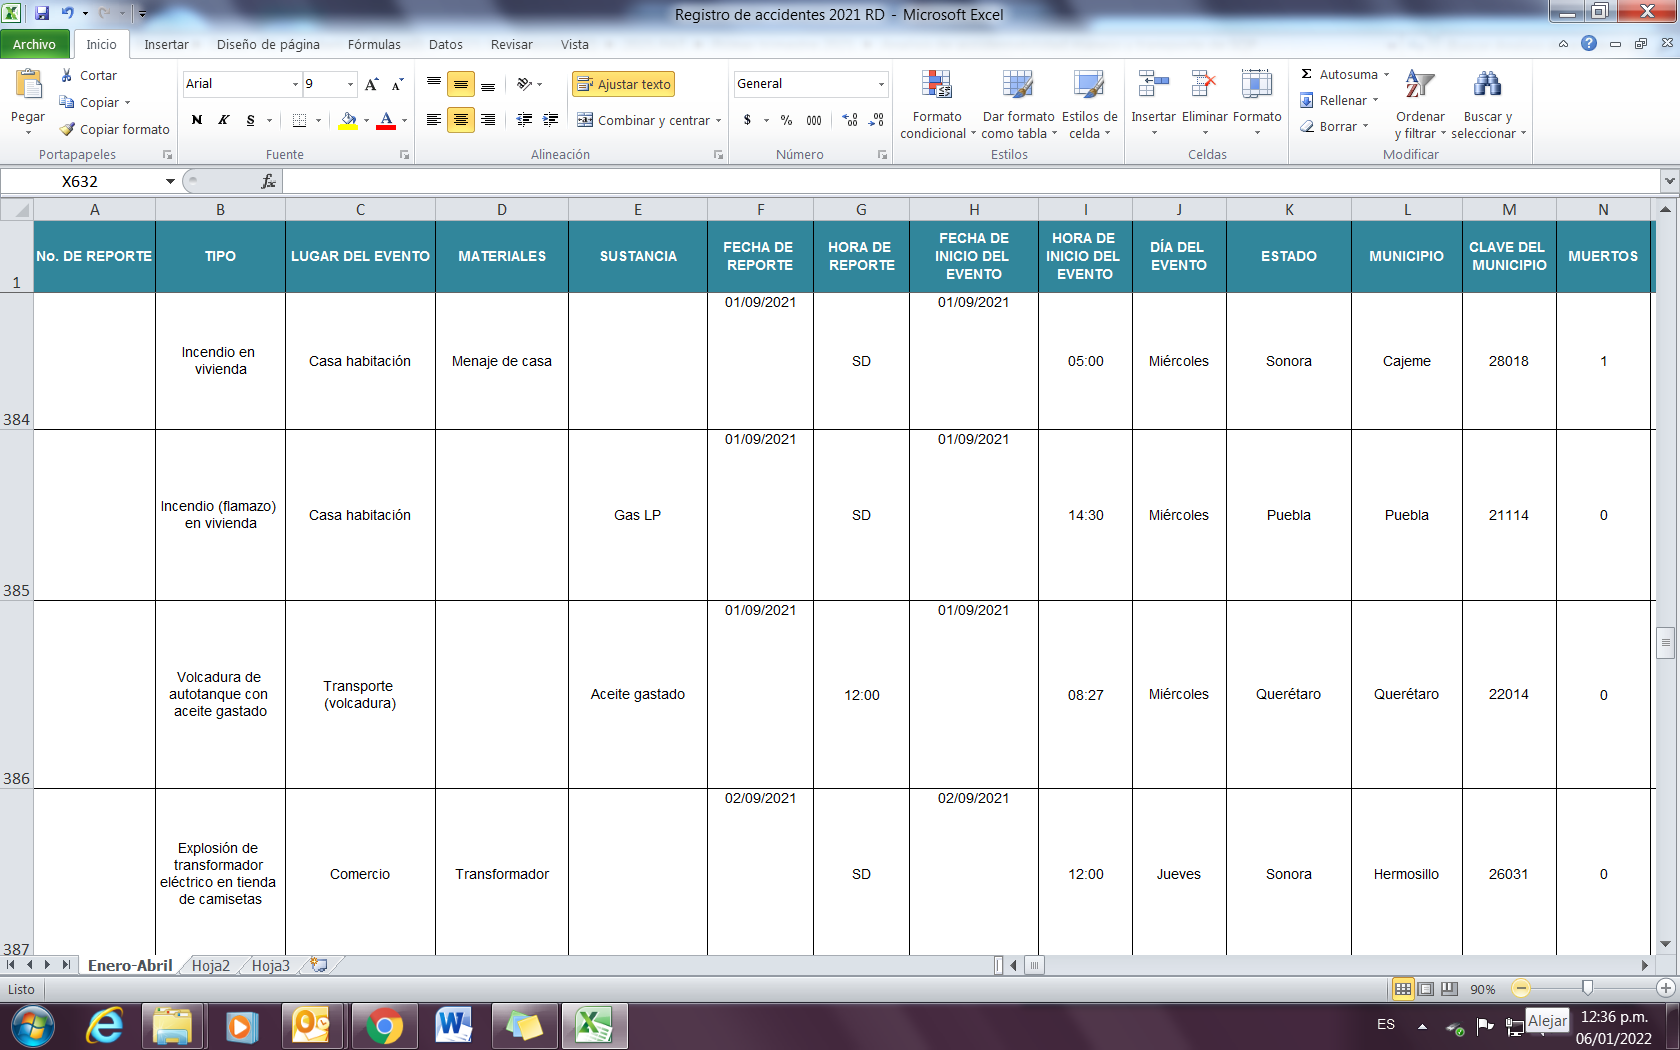 Registro de accidentes 2021 RD - Microsoft Excel
Archivo Inicio Insertar Diseño de página Fórmulas Datos Revisar Vista
Pegar
Cortar
Copiar
Copiar formato
Portapapeles
Arial 9
N K S
Fuente
Ajustar texto
Combinar y centrar
Alineación
General
$ % 000
Número
Formato condicional
Dar formato como tabla
Estilos de celda
Estilos
Insertar Eliminar Formato
Celdas
Autosuma
Rellenar
Borrar
Ordenar y filtrar
Buscar y seleccionar
Modificar
X632 fx
A B C D E F G H I J K L M N
1 No. DE REPORTE TIPO LUGAR DEL EVENTO MATERIALES SUSTANCIA FECHA DE REPORTE HORA DE REPORTE FECHA DE INICIO DEL EVENTO HORA DE INICIO DEL EVENTO DÍA DEL EVENTO ESTADO MUNICIPIO CLAVE DEL MUNICIPIO MUERTOS
384 Incendio en vivienda Casa habitación Menaje de casa 01/09/2021 SD 01/09/2021 05:00 Miércoles Sonora Cajeme 28018 1
385 Incendio (flamazo) en vivienda Casa habitación Gas LP 01/09/2021 SD 01/09/2021 14:30 Miércoles Puebla Puebla 21114 0
386 Volcadura de autotanque con aceite gastado Transporte (volcadura) Aceite gastado 01/09/2021 12:00 01/09/2021 08:27 Miércoles Querétaro Querétaro 22014 0
387 Explosión de transformador eléctrico en tienda de camisetas Comercio Transformador 02/09/2021 SD 02/09/2021 12:00 Jueves Sonora Hermosillo 26031 0
Enero-Abril Hoja2 Hoja3
Listo 90%
ES Alejar 12:36 p.m.
06/01/2022